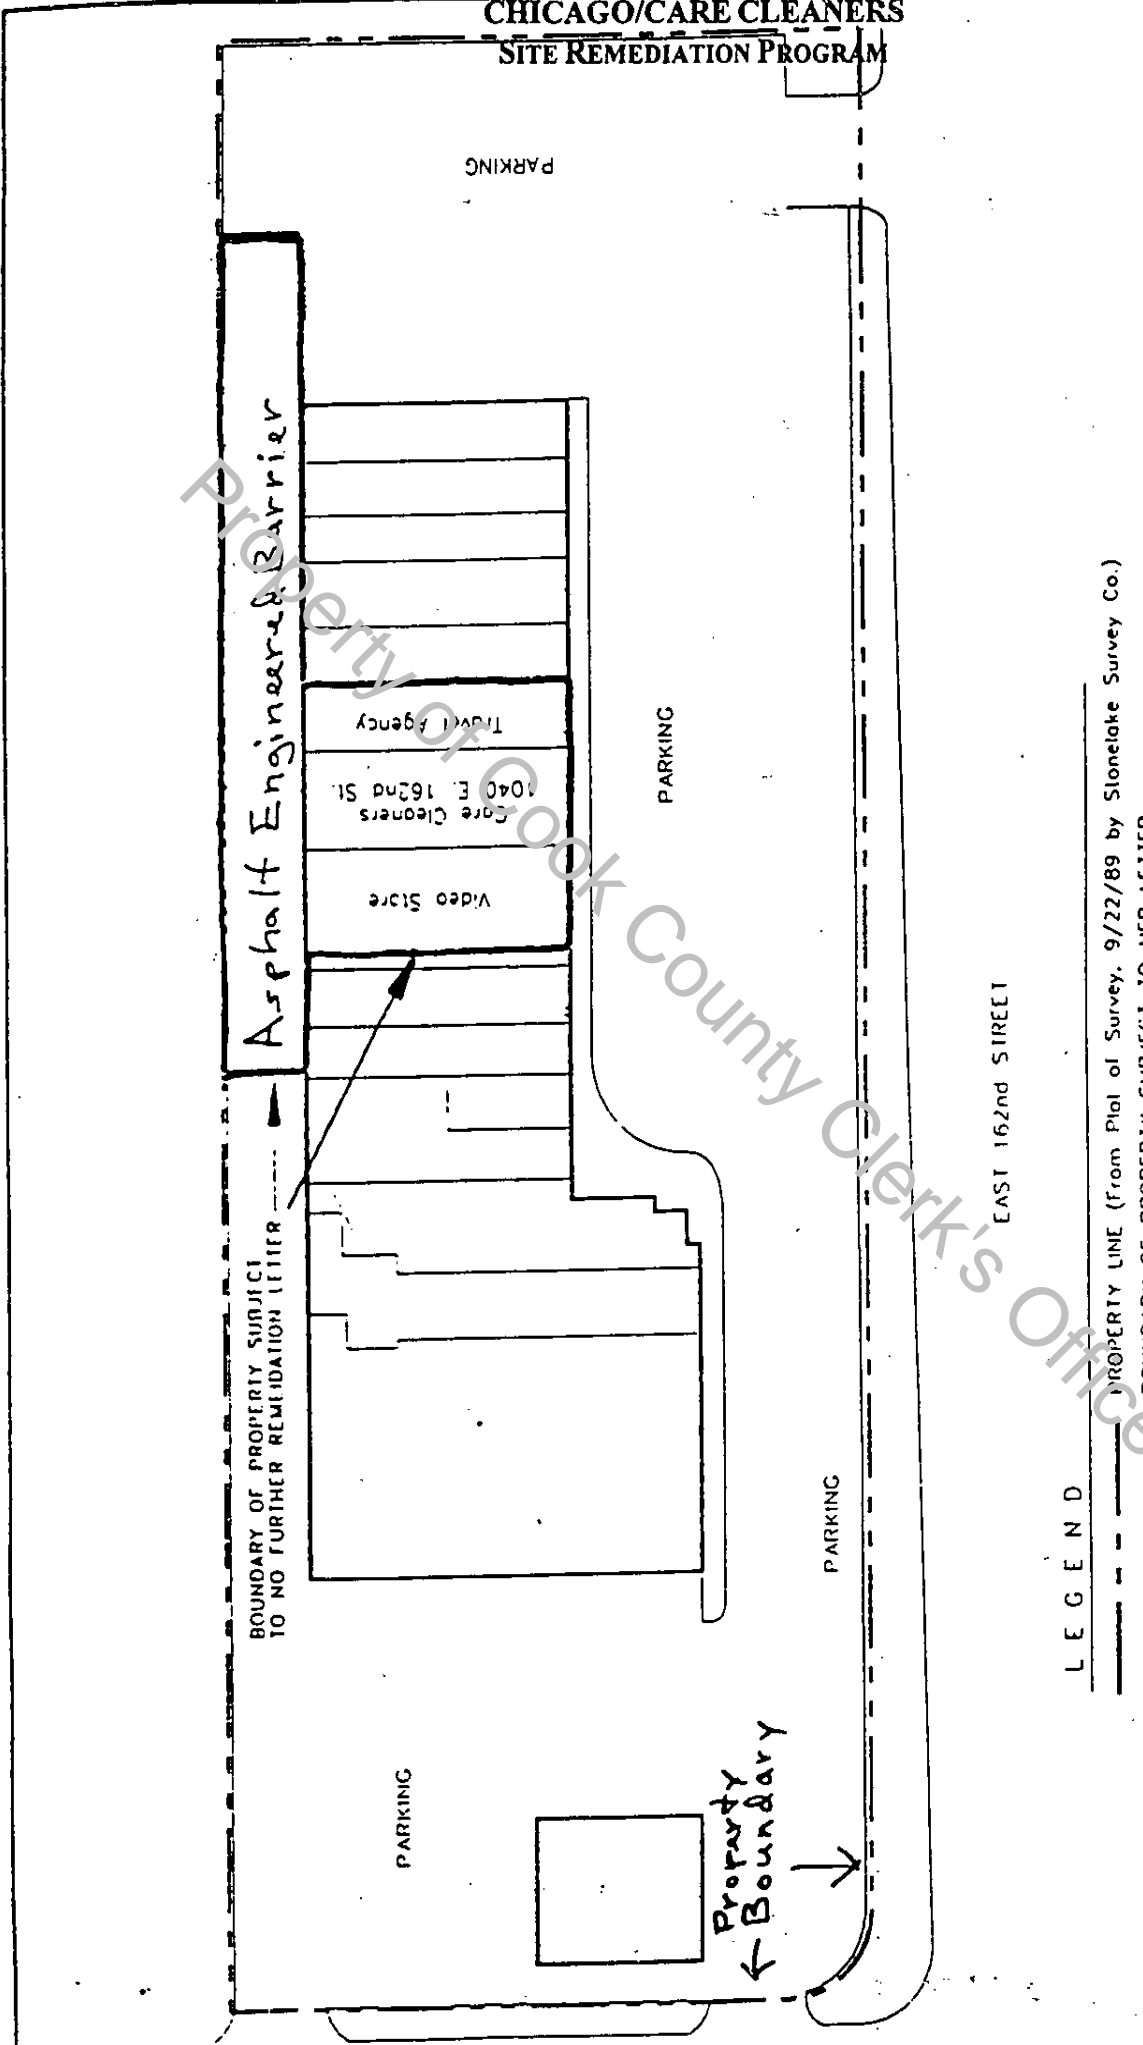 CHICAGO/CARE CLEANERS
SITE REMEDIATION PROGRAM
PARKING
Asphalt Engineered Barrier
Travel Agency
Care Cleaners
1040 E. 162nd St.
Video Store
PARKING
BOUNDARY OF PROPERTY SUBJECT
TO NO FURTHER REMEIDATION LETTER
EAST 162nd STREET
PARKING
PARKING
Property
Boundary
LEGEND
PROPERTY LINE (From Plat of Survey, 9/22/89 by Stonelake Survey Co.)
Property of Cook County Clerk's Office